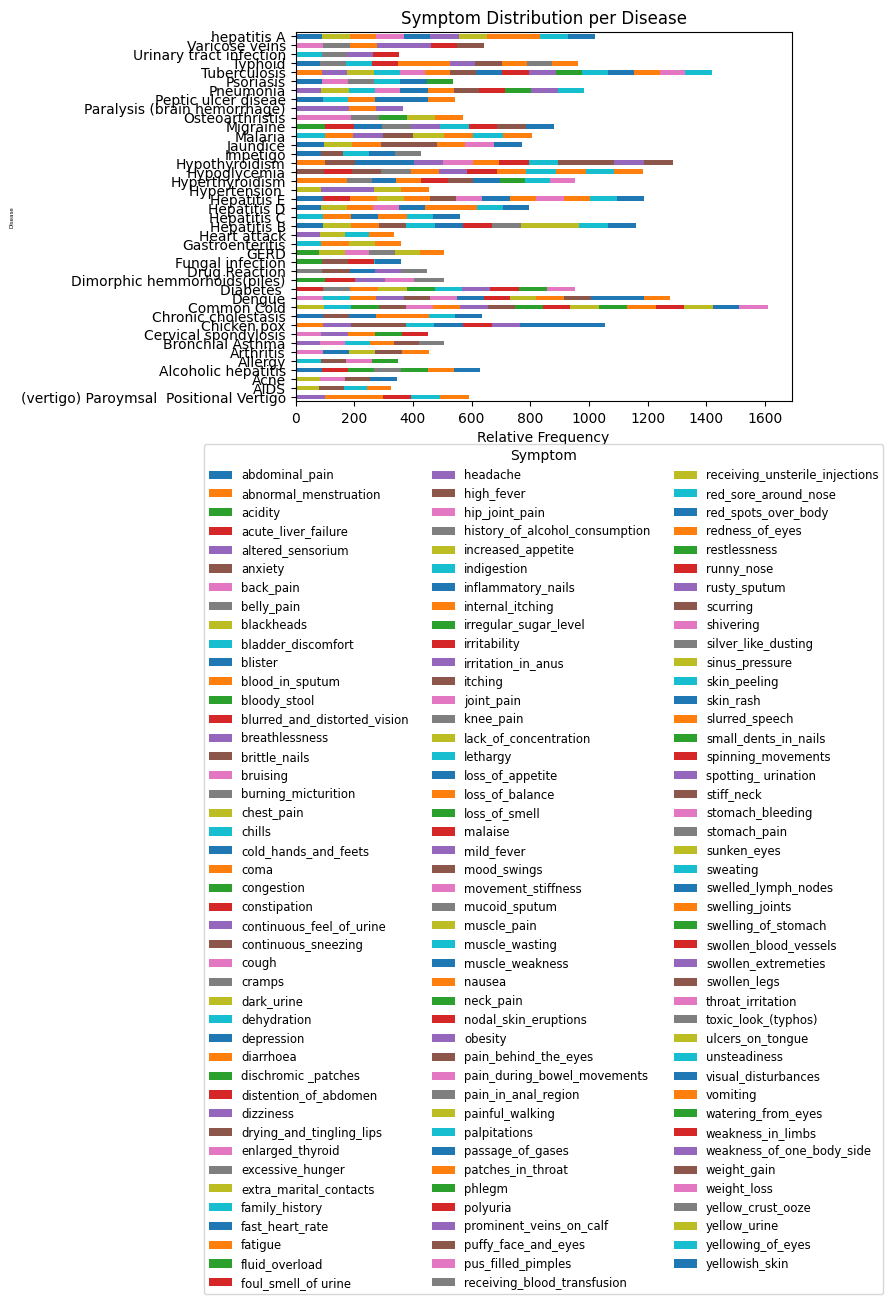 Symptom Distribution per Disease
hepatitis A
Varicose veins
Urinary tract infection
Typhoid
Tuberculosis
Psoriasis
Pneumonia
Peptic ulcer diseae
Paralysis (brain hemorrhage)
Osteoarthristis
Migraine
Malaria
Jaundice
Impetigo
Hypothyroidism
Hypoglycemia
Hyperthyroidism
Hypertension
Hepatitis E
Hepatitis D
Hepatitis C
Hepatitis B
Heart attack
Gastroenteritis
GERD
Fungal infection
Drug Reaction
Dimorphic hemmorhoids(piles)
Diabetes
Dengue
Common Cold
Chronic cholestasis
Chicken pox
Cervical spondylosis
Bronchial Asthma
Arthritis
Allergy
Alcoholic hepatitis
Acne
AIDS
(vertigo) Paroymsal  Positional Vertigo
Disease
0 200 400 600 800 1000 1200 1400 1600
Relative Frequency
Symptom
abdominal_pain
abnormal_menstruation
acidity
acute_liver_failure
altered_sensorium
anxiety
back_pain
belly_pain
blackheads
bladder_discomfort
blister
blood_in_sputum
bloody_stool
blurred_and_distorted_vision
breathlessness
brittle_nails
bruising
burning_micturition
chest_pain
chills
cold_hands_and_feets
coma
congestion
constipation
continuous_feel_of_urine
continuous_sneezing
cough
cramps
dark_urine
dehydration
depression
diarrhoea
dischromic _patches
distention_of_abdomen
dizziness
drying_and_tingling_lips
enlarged_thyroid
excessive_hunger
extra_marital_contacts
family_history
fast_heart_rate
fatigue
fluid_overload
foul_smell_of urine
headache
high_fever
hip_joint_pain
history_of_alcohol_consumption
increased_appetite
indigestion
inflammatory_nails
internal_itching
irregular_sugar_level
irritability
irritation_in_anus
itching
joint_pain
knee_pain
lack_of_concentration
lethargy
loss_of_appetite
loss_of_balance
loss_of_smell
malaise
mild_fever
mood_swings
movement_stiffness
mucoid_sputum
muscle_pain
muscle_wasting
muscle_weakness
nausea
neck_pain
nodal_skin_eruptions
obesity
pain_behind_the_eyes
pain_during_bowel_movements
pain_in_anal_region
painful_walking
palpitations
passage_of_gases
patches_in_throat
phlegm
polyuria
prominent_veins_on_calf
puffy_face_and_eyes
pus_filled_pimples
receiving_blood_transfusion
receiving_unsterile_injections
red_sore_around_nose
red_spots_over_body
redness_of_eyes
restlessness
runny_nose
rusty_sputum
scurring
shivering
silver_like_dusting
sinus_pressure
skin_peeling
skin_rash
slurred_speech
small_dents_in_nails
spinning_movements
spotting_ urination
stiff_neck
stomach_bleeding
stomach_pain
sunken_eyes
sweating
swelled_lymph_nodes
swelling_joints
swelling_of_stomach
swollen_blood_vessels
swollen_extremeties
swollen_legs
throat_irritation
toxic_look_(typhos)
ulcers_on_tongue
unsteadiness
visual_disturbances
vomiting
watering_from_eyes
weakness_in_limbs
weakness_of_one_body_side
weight_gain
weight_loss
yellow_crust_ooze
yellow_urine
yellowing_of_eyes
yellowish_skin